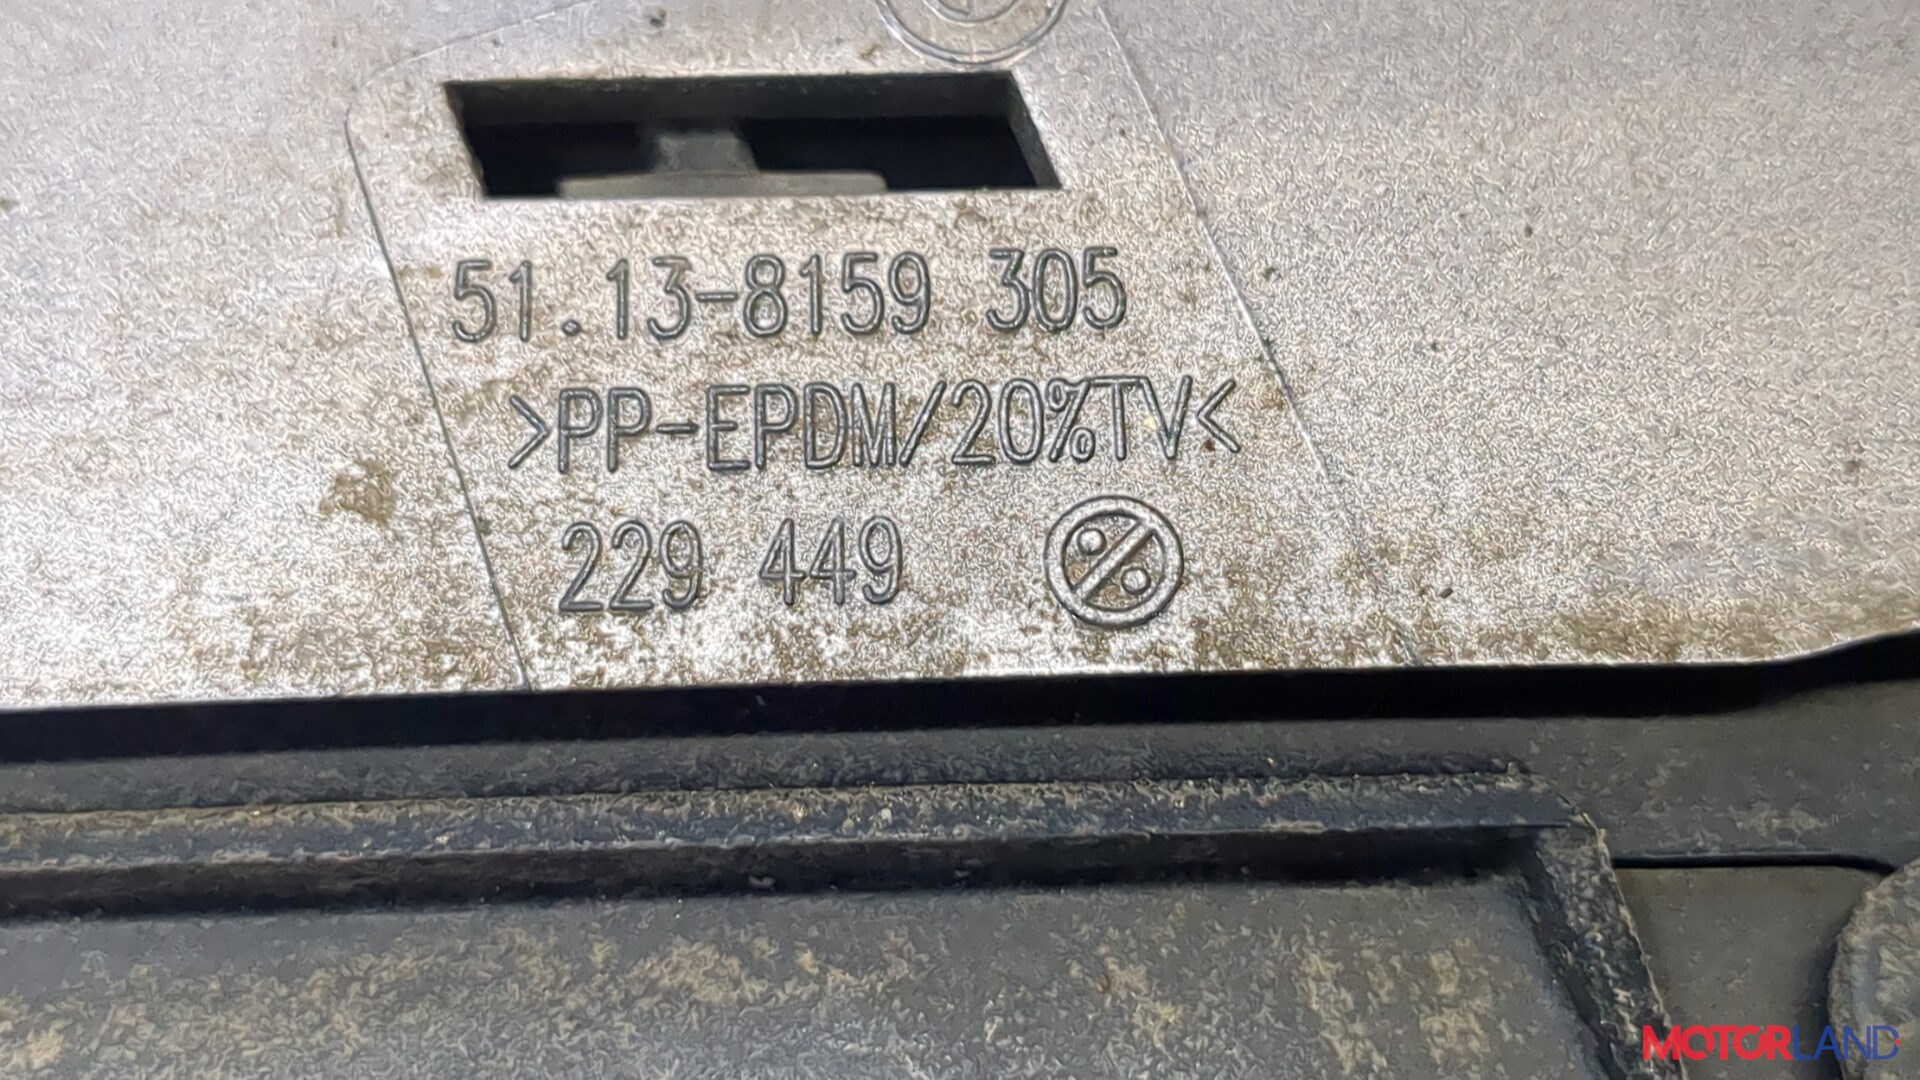 51.13-8159 305
>PP-EPDM/20%TV<
229 449
MOTORLAND